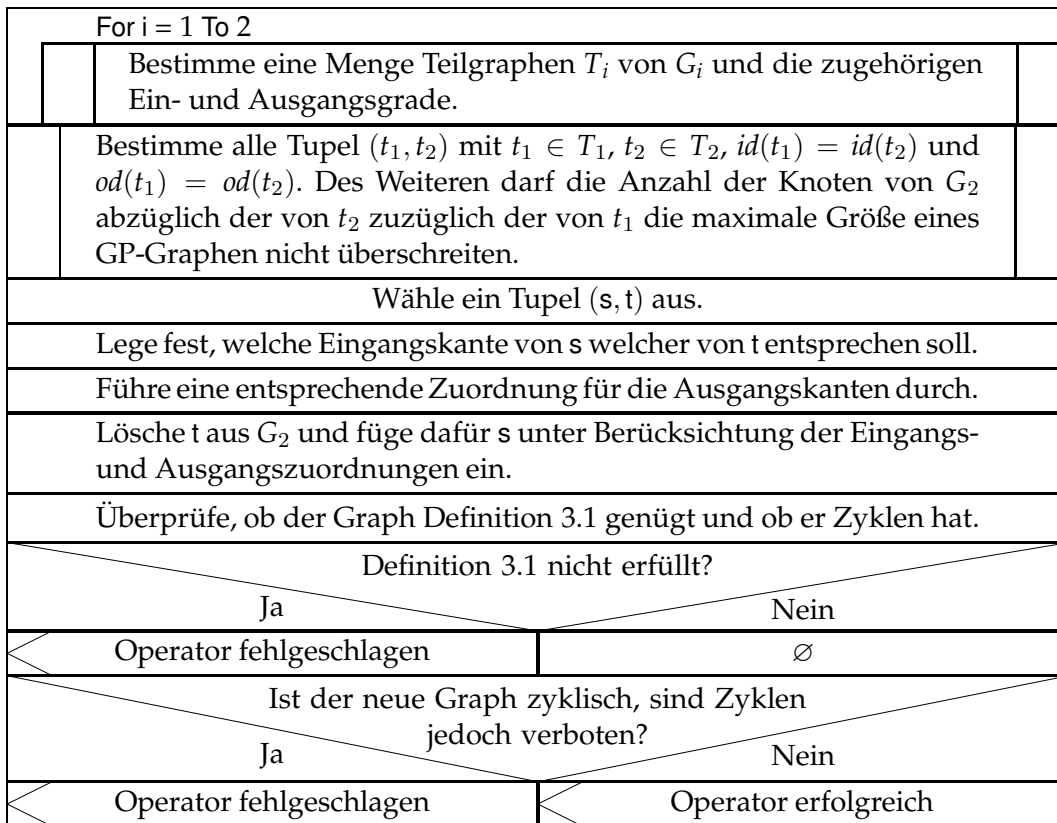 For i = 1 To 2
Bestimme eine Menge Teilgraphen T_i von G_i und die zugehörigen
Ein- und Ausgangsgrade.
Bestimme alle Tupel (t_1, t_2) mit t_1 ∈ T_1, t_2 ∈ T_2, id(t_1) = id(t_2) und
od(t_1) = od(t_2). Des Weiteren darf die Anzahl der Knoten von G_2
abzüglich der von t_2 zuzüglich der von t_1 die maximale Größe eines
GP-Graphen nicht überschreiten.
Wähle ein Tupel (s, t) aus.
Lege fest, welche Eingangskante von s welcher von t entsprechen soll.
Führe eine entsprechende Zuordnung für die Ausgangskanten durch.
Lösche t aus G_2 und füge dafür s unter Berücksichtung der Eingangs-
und Ausgangszuordnungen ein.
Überprüfe, ob der Graph Definition 3.1 genügt und ob er Zyklen hat.
Definition 3.1 nicht erfüllt?
Ja Nein
Operator fehlgeschlagen ∅
Ist der neue Graph zyklisch, sind Zyklen
jedoch verboten?
Ja Nein
Operator fehlgeschlagen Operator erfolgreich